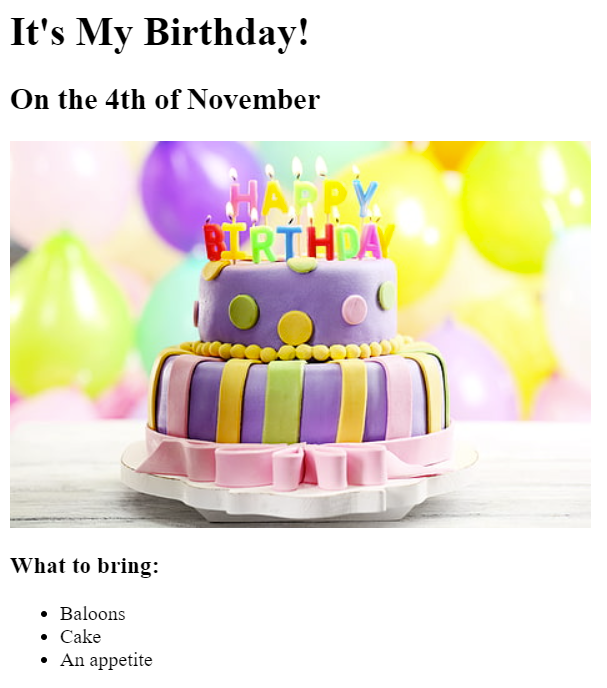 It's My Birthday!
On the 4th of November
HAPPY
BIRTHDAY
What to bring:
Baloons
Cake
An appetite